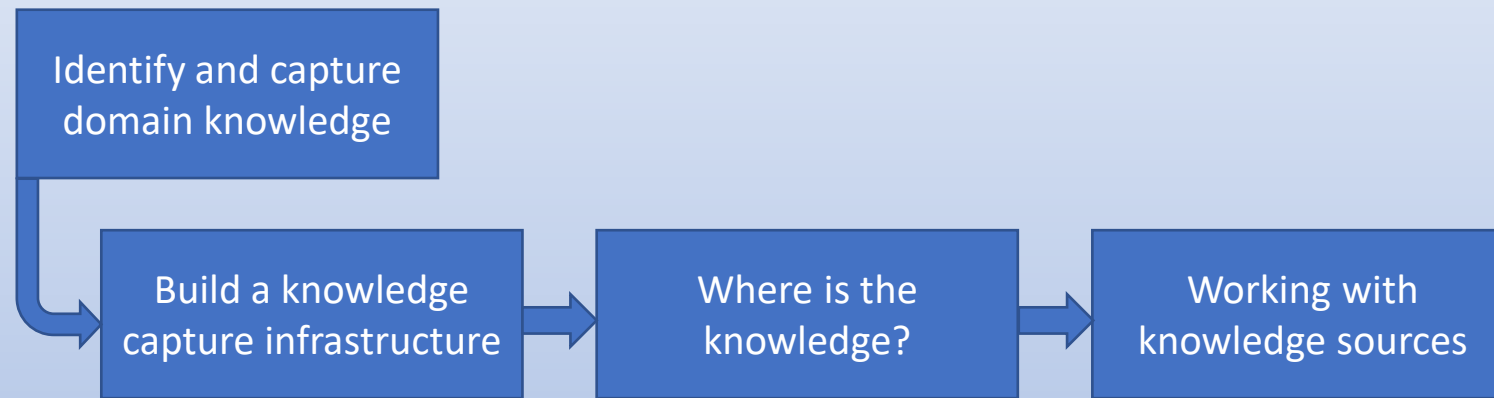 Identify and capture
domain knowledge
Build a knowledge
capture infrastructure
Where is the
knowledge?
Working with
knowledge sources